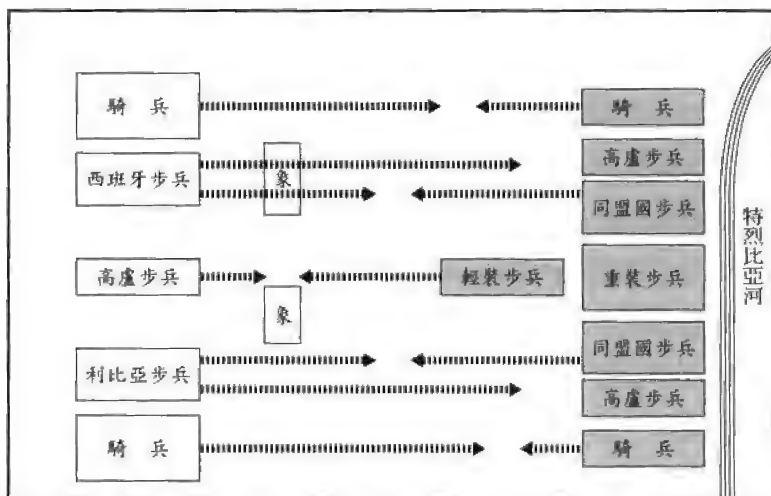 騎 兵
騎 兵
西班牙步兵
象
高盧步兵
同盟國步兵
高盧步兵
輕裝步兵
重裝步兵
象
利比亞步兵
同盟國步兵
高盧步兵
騎 兵
騎 兵
特烈比亞河